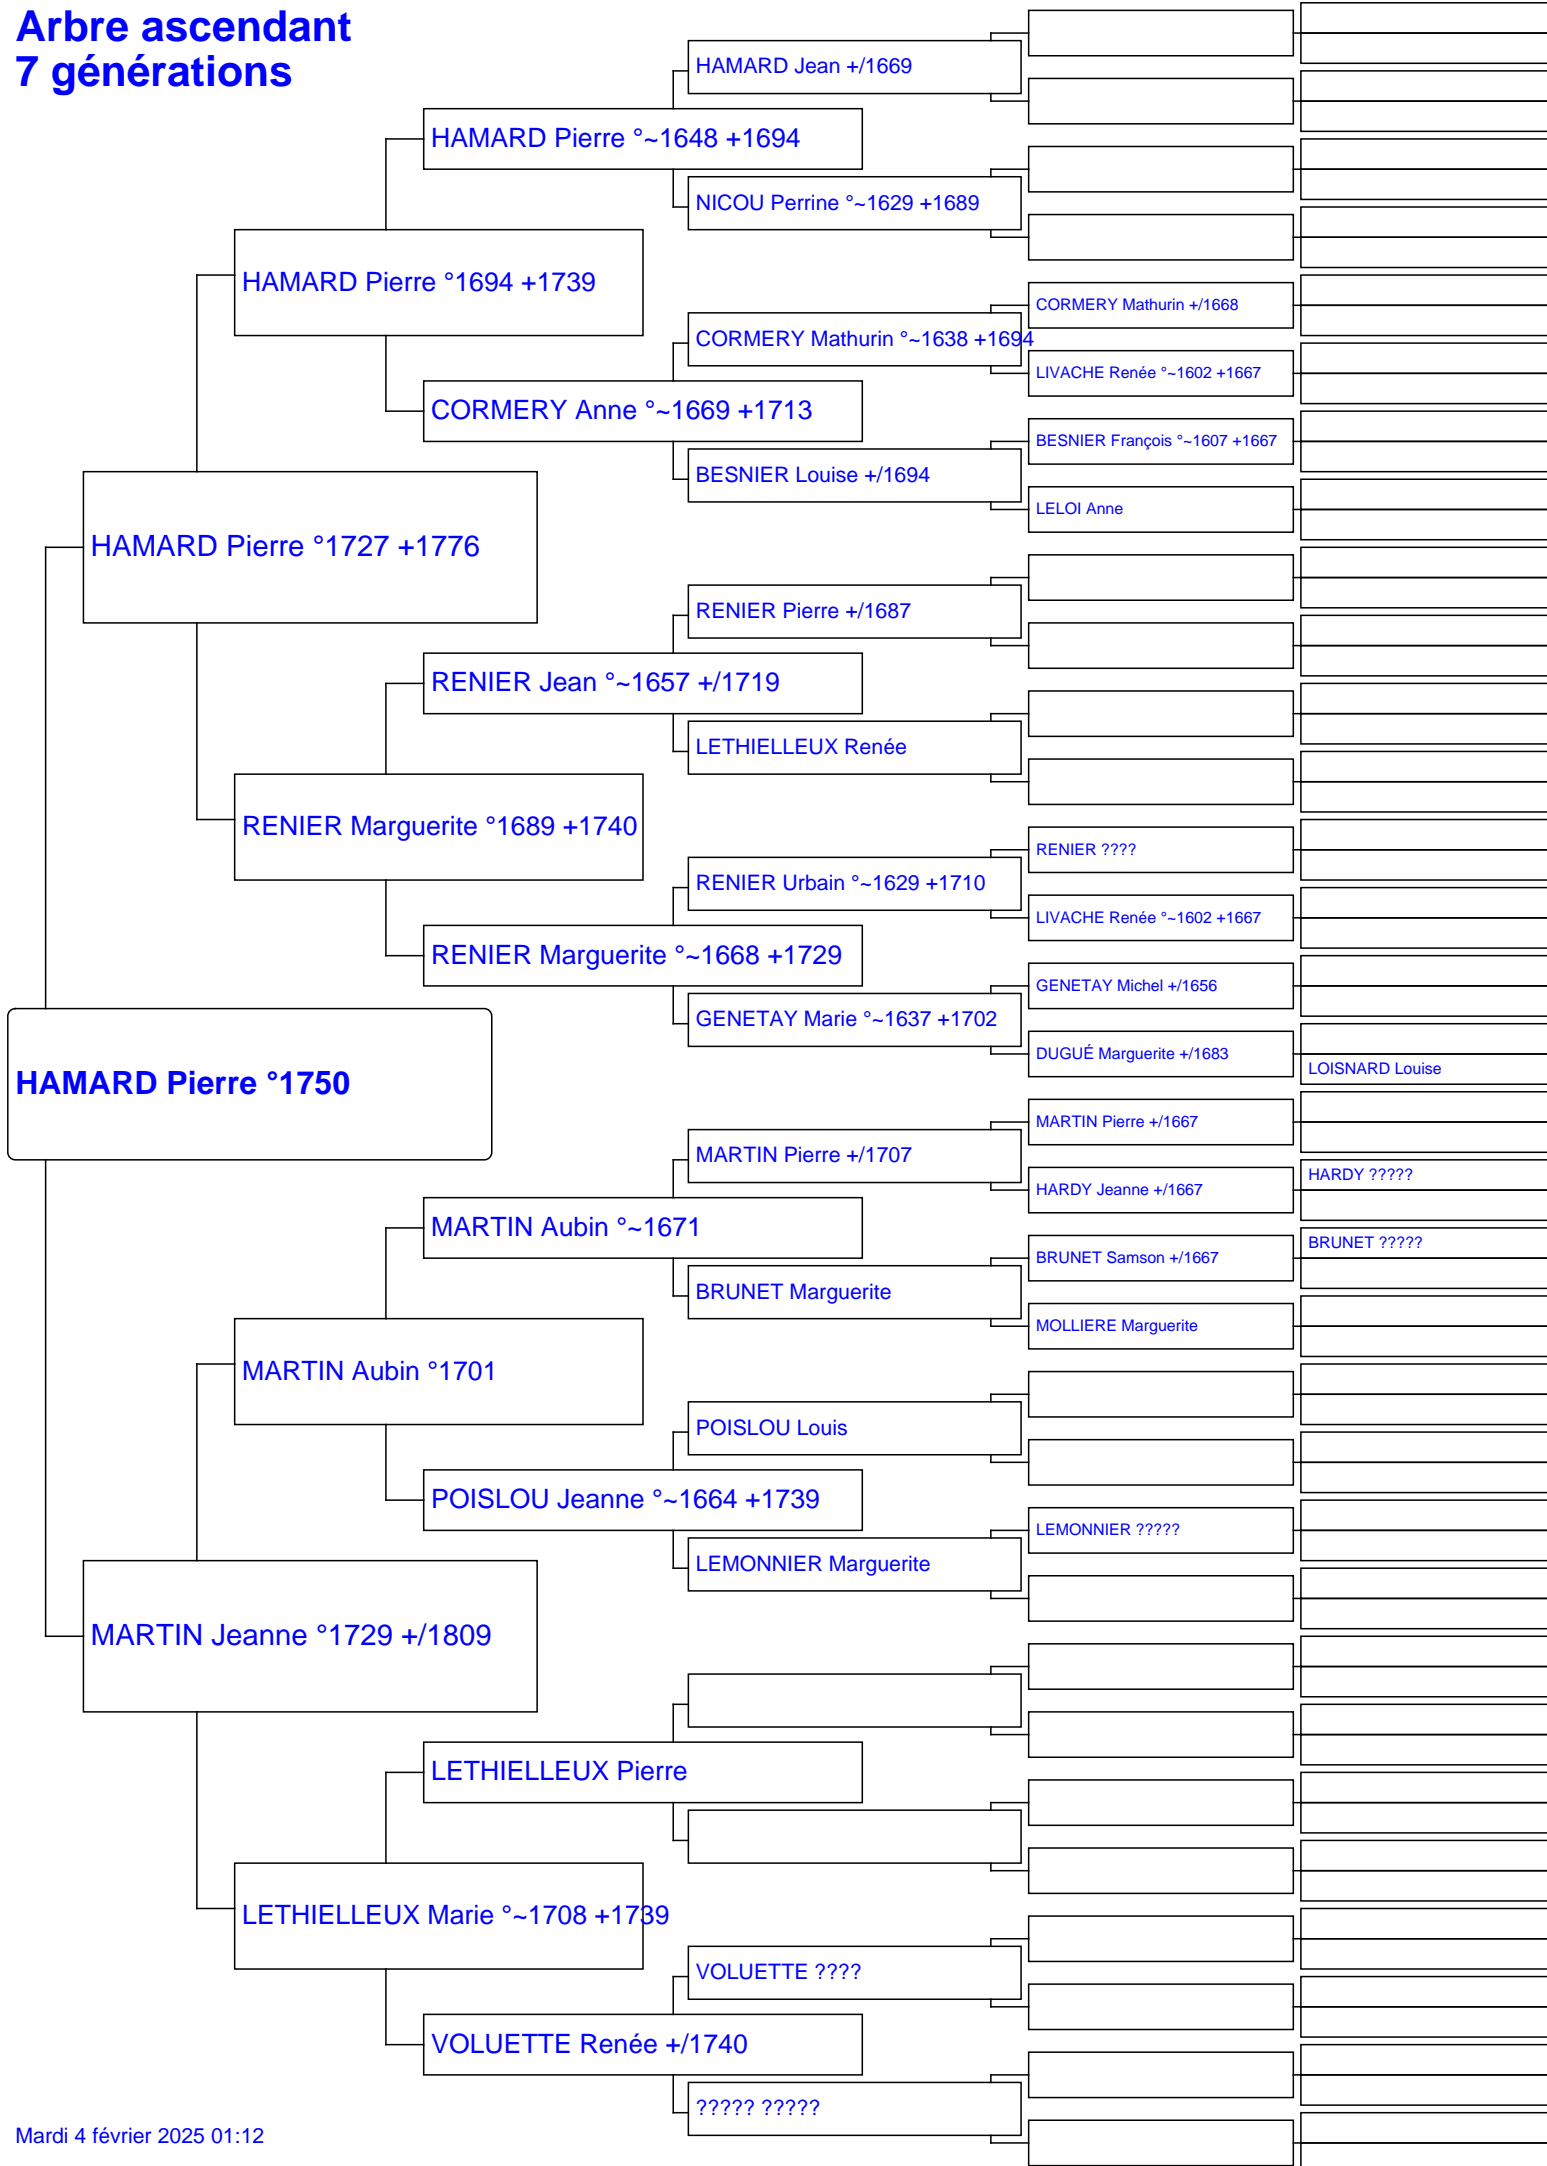 Arbre ascendant
7 générations
HAMARD Jean +/1669
HAMARD Pierre °~1648 +1694
NICOU Perrine °~1629 +1689
HAMARD Pierre °1694 +1739
CORMERY Mathurin +/1668
CORMERY Mathurin °~1638 +1694
LIVACHE Renée °~1602 +1667
CORMERY Anne °~1669 +1713
BESNIER François °~1607 +1667
BESNIER Louise +/1694
LELOI Anne
HAMARD Pierre °1727 +1776
RENIER Pierre +/1687
RENIER Jean °~1657 +/1719
LETHIELLEUX Renée
RENIER Marguerite °1689 +1740
RENIER ????
RENIER Urbain °~1629 +1710
LIVACHE Renée °~1602 +1667
RENIER Marguerite °~1668 +1729
GENETAY Michel +/1656
GENETAY Marie °~1637 +1702
DUGUÉ Marguerite +/1683
LOISNARD Louise
HAMARD Pierre °1750
MARTIN Pierre +/1667
MARTIN Pierre +/1707
HARDY ?????
HARDY Jeanne +/1667
MARTIN Aubin °~1671
BRUNET ?????
BRUNET Samson +/1667
BRUNET Marguerite
MOLLIERE Marguerite
MARTIN Aubin °1701
POISLOU Louis
POISLOU Jeanne °~1664 +1739
LEMONNIER ?????
LEMONNIER Marguerite
MARTIN Jeanne °1729 +/1809
LETHIELLEUX Pierre
LETHIELLEUX Marie °~1708 +1739
VOLUETTE ????
VOLUETTE Renée +/1740
????? ?????
Mardi 4 février 2025 01:12